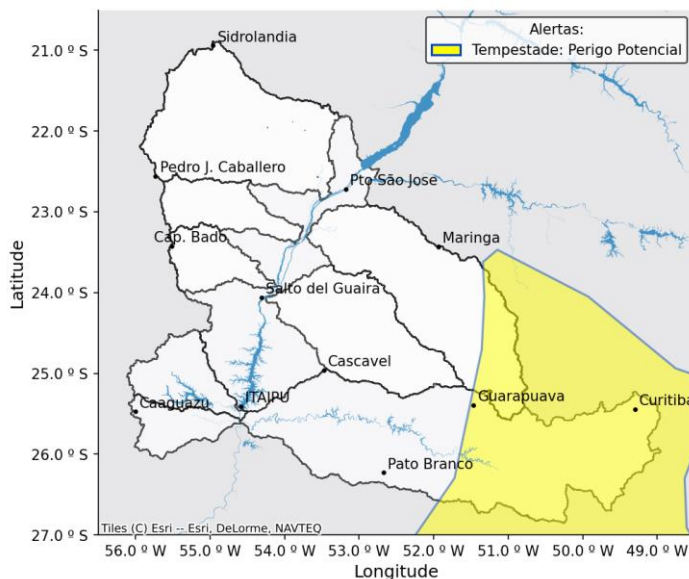 Alertas:
Tempestade: Perigo Potencial
Sidrolandia
Pedro J. Caballero
Pto São Jose
Cap. Bado
Maringa
Salto del Guaira
Cascavel
Caaguazu
ITAIPU
Guarapuava
Curitiba
Pato Branco
Tiles (C) Esri -- Esri, DeLorme, NAVTEQ
21.0 º S
22.0 º S
23.0 º S
24.0 º S
25.0 º S
26.0 º S
27.0 º S
Latitude
56.0 º W 55.0 º W 54.0 º W 53.0 º W 52.0 º W 51.0 º W 50.0 º W 49.0 º W
Longitude